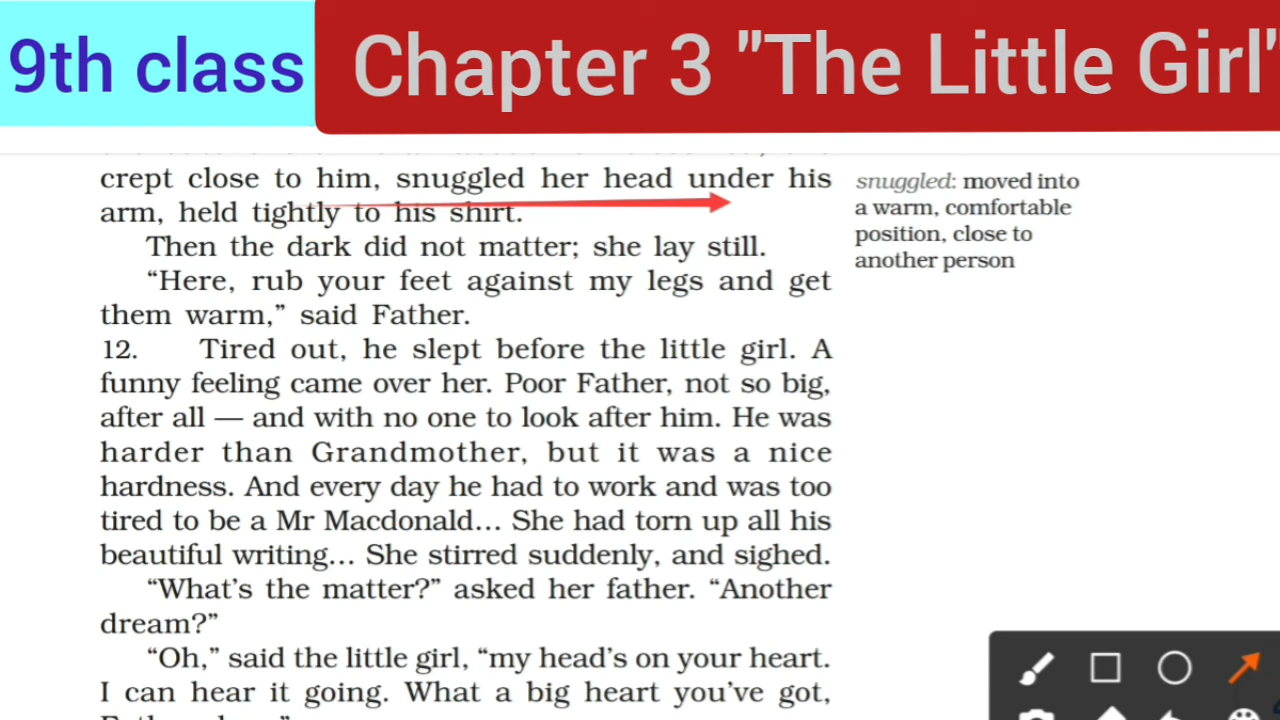 9th class
Chapter 3 "The Little Girl"
crept close to him, snuggled her head under his
arm, held tightly to his shirt.
Then the dark did not matter; she lay still.
“Here, rub your feet against my legs and get
them warm,” said Father.
12. Tired out, he slept before the little girl. A
funny feeling came over her. Poor Father, not so big,
after all — and with no one to look after him. He was
harder than Grandmother, but it was a nice
hardness. And every day he had to work and was too
tired to be a Mr Macdonald... She had torn up all his
beautiful writing... She stirred suddenly, and sighed.
“What’s the matter?” asked her father. “Another
dream?”
“Oh,” said the little girl, “my head’s on your heart.
I can hear it going. What a big heart you’ve got,
snuggled: moved into
a warm, comfortable
position, close to
another person